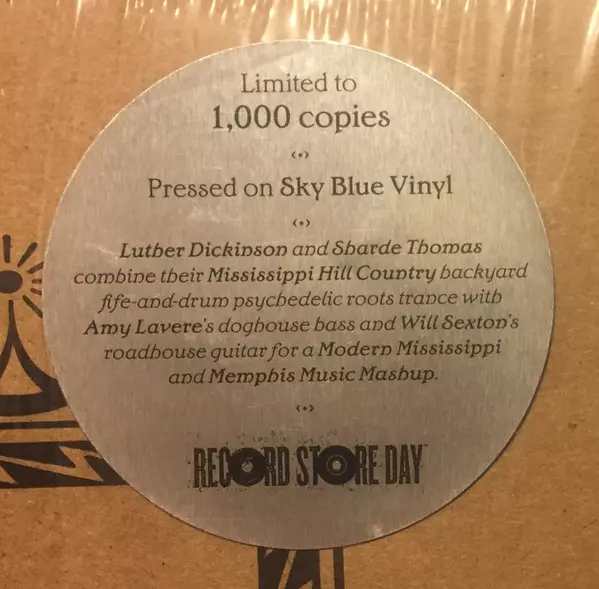 Limited to
1,000 copies
Pressed on Sky Blue Vinyl
Luther Dickinson and Sharde Thomas
combine their Mississippi Hill Country backyard
fife-and-drum psychedelic roots trance with
Amy Lavere's doghouse bass and Will Sexton's
roadhouse guitar for a Modern Mississippi
and Memphis Music Mashup.
RECORD STORE DAY